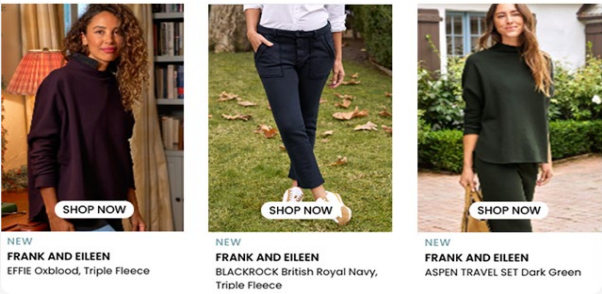 SHOP NOW
NEW
FRANK AND EILEEN
EFFIE Oxblood, Triple Fleece
SHOP NOW
NEW
FRANK AND EILEEN
BLACKROCK British Royal Navy,
Triple Fleece
SHOP NOW
NEW
FRANK AND EILEEN
ASPEN TRAVEL SET Dark Green